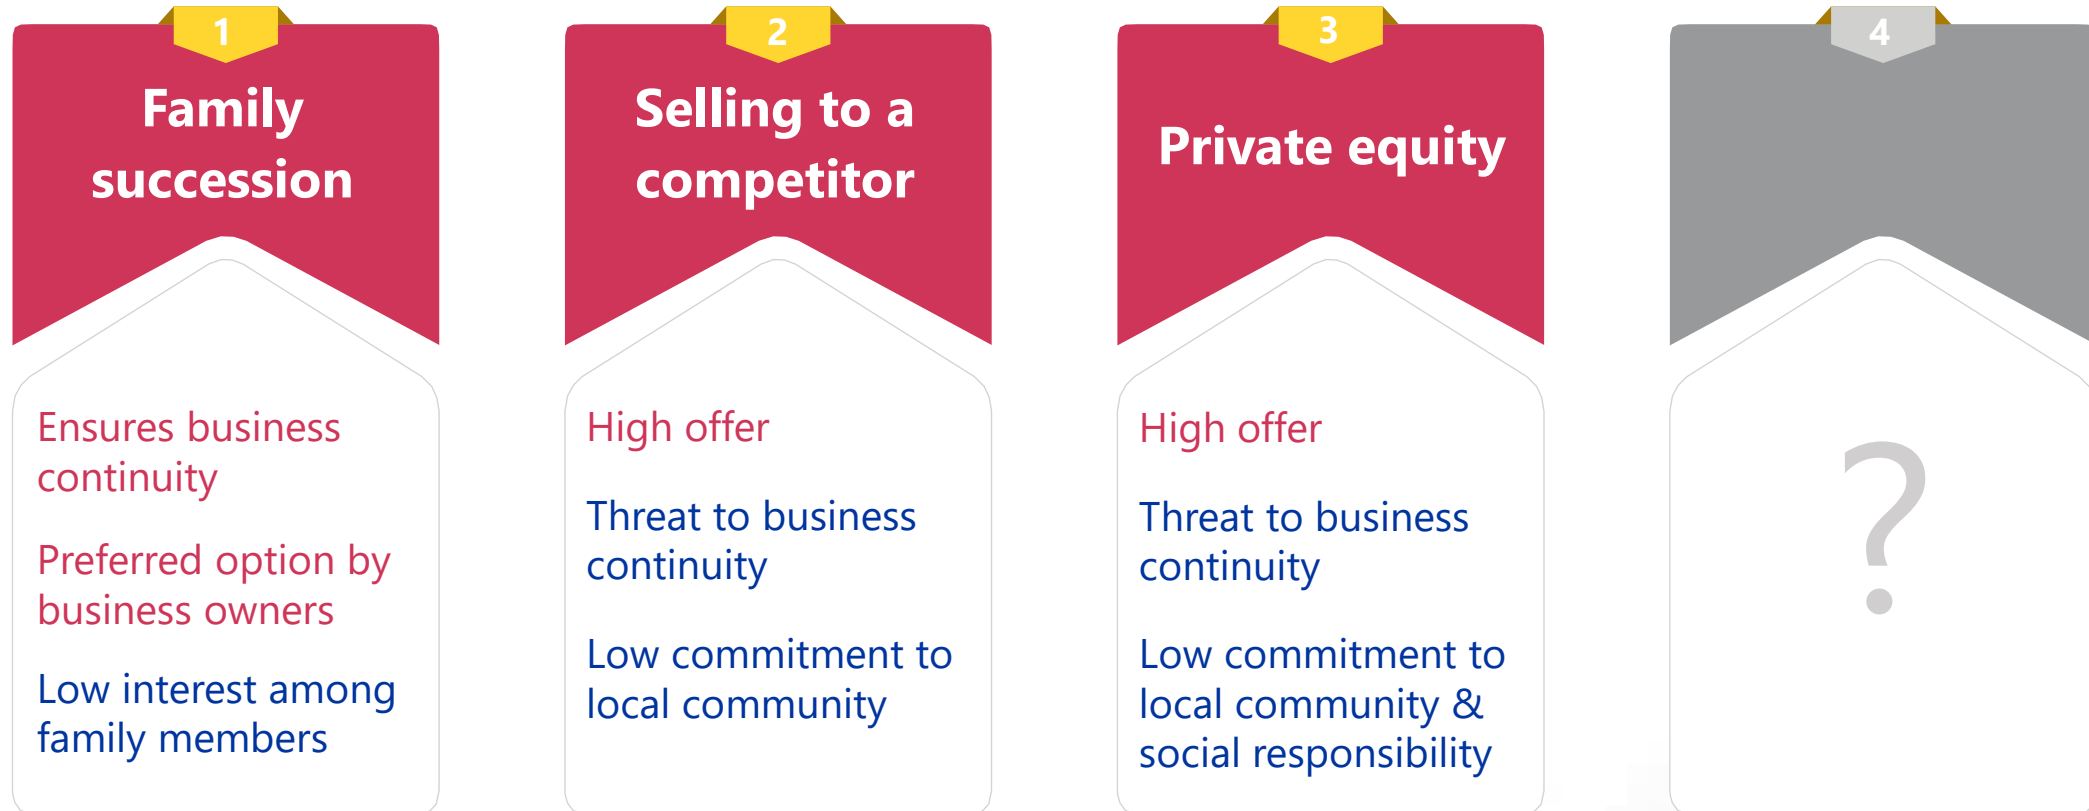 1
Family
succession
Ensures business
continuity
Preferred option by
business owners
Low interest among
family members
2
Selling to a
competitor
High offer
Threat to business
continuity
Low commitment to
local community
3
Private equity
High offer
Threat to business
continuity
Low commitment to
local community &
social responsibility
4
?